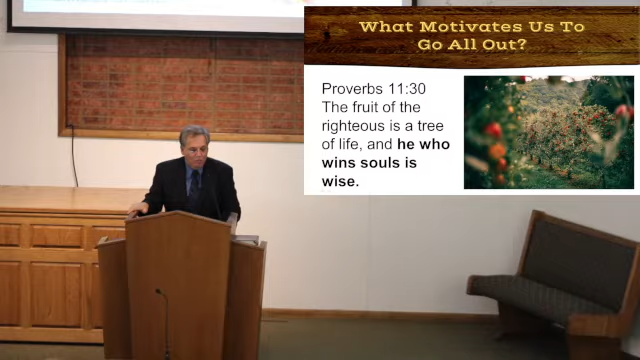 What Motivates Us To
Go All Out?
Proverbs 11:30
The fruit of the
righteous is a tree
of life, and he who
wins souls is
wise.